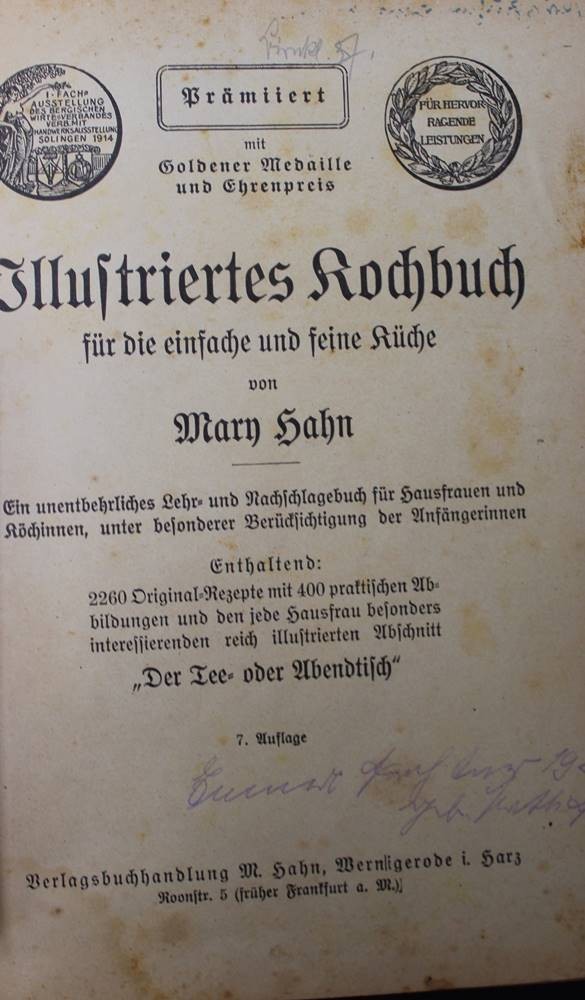 I. FACH=
AUSSTELLUNG
DES BERGISCHEN
WIRTEVERBANDES
VERB. MIT
HANDWERKSAUSSTELLUNG
SOLINGEN 1914
Prämiiert
mit
Goldener Medaille
und Ehrenpreis
FÜR HERVOR-
RAGENDE
LEISTUNGEN
Illustriertes Kochbuch
für die einfache und feine Küche
von
Mary Hahn
Ein unentbehrliches Lehr= und Nachschlagebuch für Hausfrauen und
Köchinnen, unter besonderer Berücksichtigung der Anfängerinnen
Enthaltend:
2260 Original=Rezepte mit 400 praktischen Ab=
bildungen und den jede Hausfrau besonders
interessierenden reich illustrierten Abschnitt
„Der Tee= oder Abendtisch“
7. Auflage
Verlagsbuchhandlung M. Hahn, Wernigerode i. Harz
Roonstr. 5 (früher Frankfurt a. M.)